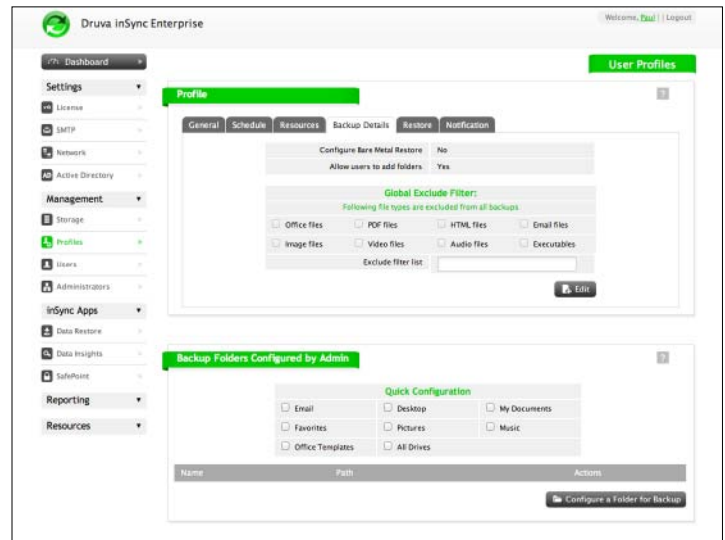 Druva inSync Enterprise
Welcome, Paul | | Logout
Dashboard
User Profiles
Settings
License
SMTP
Network
Active Directory
Management
Storage
Profiles
Users
Administrators
inSync Apps
Data Restore
Data Insights
SafePoint
Reporting
Resources
Profile
?
General Schedule Resources Backup Details Restore Notification
Configure Bare Metal Restore No
Allow users to add folders Yes
Global Exclude Filter:
Following file types are excluded from all backups
Office files PDF files HTML files Email files
Image files Video files Audio files Executables
Exclude filter list
Edit
Backup Folders Configured by Admin
?
Quick Configuration
Email Desktop My Documents
Favorites Pictures Music
Office Templates All Drives
Name Path Actions
Configure a Folder for Backup